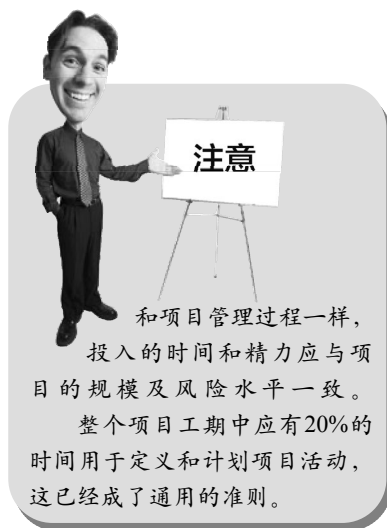 注意
和项目管理过程一样，
投入的时间和精力应与项
目的规模及风险水平一致。
整个项目工期中应有20%的
时间用于定义和计划项目活动，
这已经成了通用的准则。